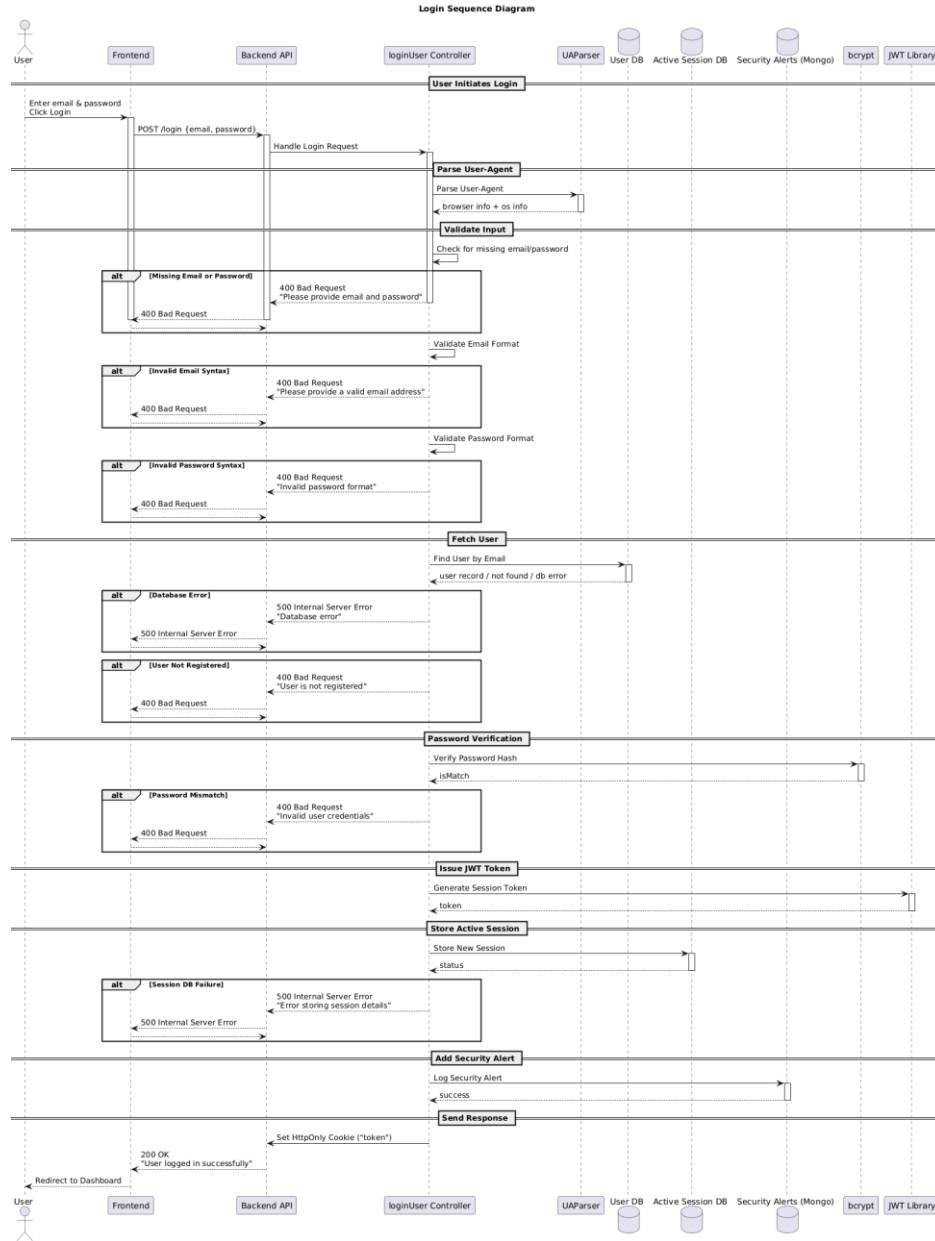 Login Sequence Diagram
User
Frontend
Backend API
loginUser Controller
UAParser
User DB
Active Session DB
Security Alerts (Mongo)
bcrypt
JWT Library
User Initiates Login
Enter email & password
Click Login
POST /login {email, password}
Handle Login Request
Parse User-Agent
Parse User-Agent
browser info + os info
Validate Input
Check for missing email/password
alt [Missing Email or Password]
400 Bad Request
"Please provide email and password"
400 Bad Request
Validate Email Format
alt [Invalid Email Syntax]
400 Bad Request
"Please provide a valid email address"
400 Bad Request
Validate Password Format
alt [Invalid Password Syntax]
400 Bad Request
"Invalid password format"
400 Bad Request
Fetch User
Find User by Email
user record / not found / db error
alt [Database Error]
500 Internal Server Error
"Database error"
500 Internal Server Error
alt [User Not Registered]
400 Bad Request
"User is not registered"
400 Bad Request
Password Verification
Verify Password Hash
isMatch
alt [Password Mismatch]
400 Bad Request
"Invalid user credentials"
400 Bad Request
Issue JWT Token
Generate Session Token
token
Store Active Session
Store New Session
status
alt [Session DB Failure]
500 Internal Server Error
"Error storing session details"
500 Internal Server Error
Add Security Alert
Log Security Alert
success
Send Response
Set HttpOnly Cookie ("token")
200 OK
"User logged in successfully"
Redirect to Dashboard
User
Frontend
Backend API
loginUser Controller
UAParser
User DB
Active Session DB
Security Alerts (Mongo)
bcrypt
JWT Library